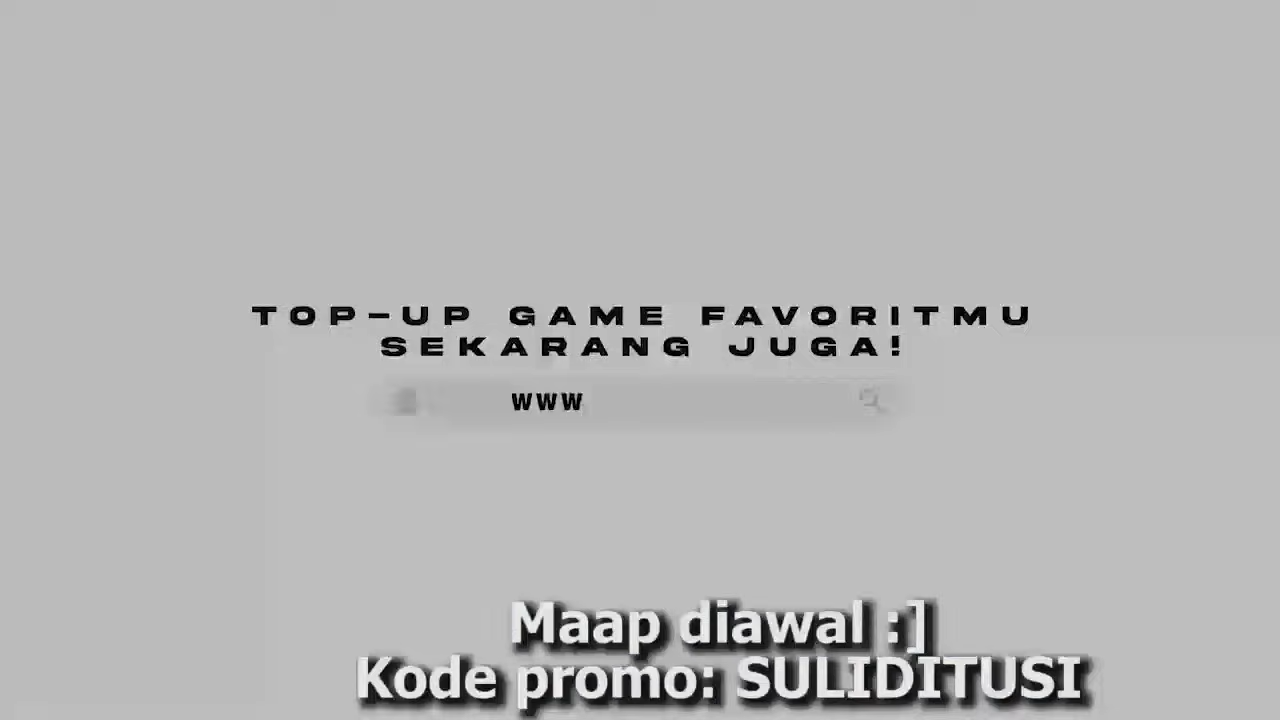 TOP-UP GAME FAVORITMU
SEKARANG JUGA!
WWW
Maap diawal :]
Kode promo: SULIDITUSI